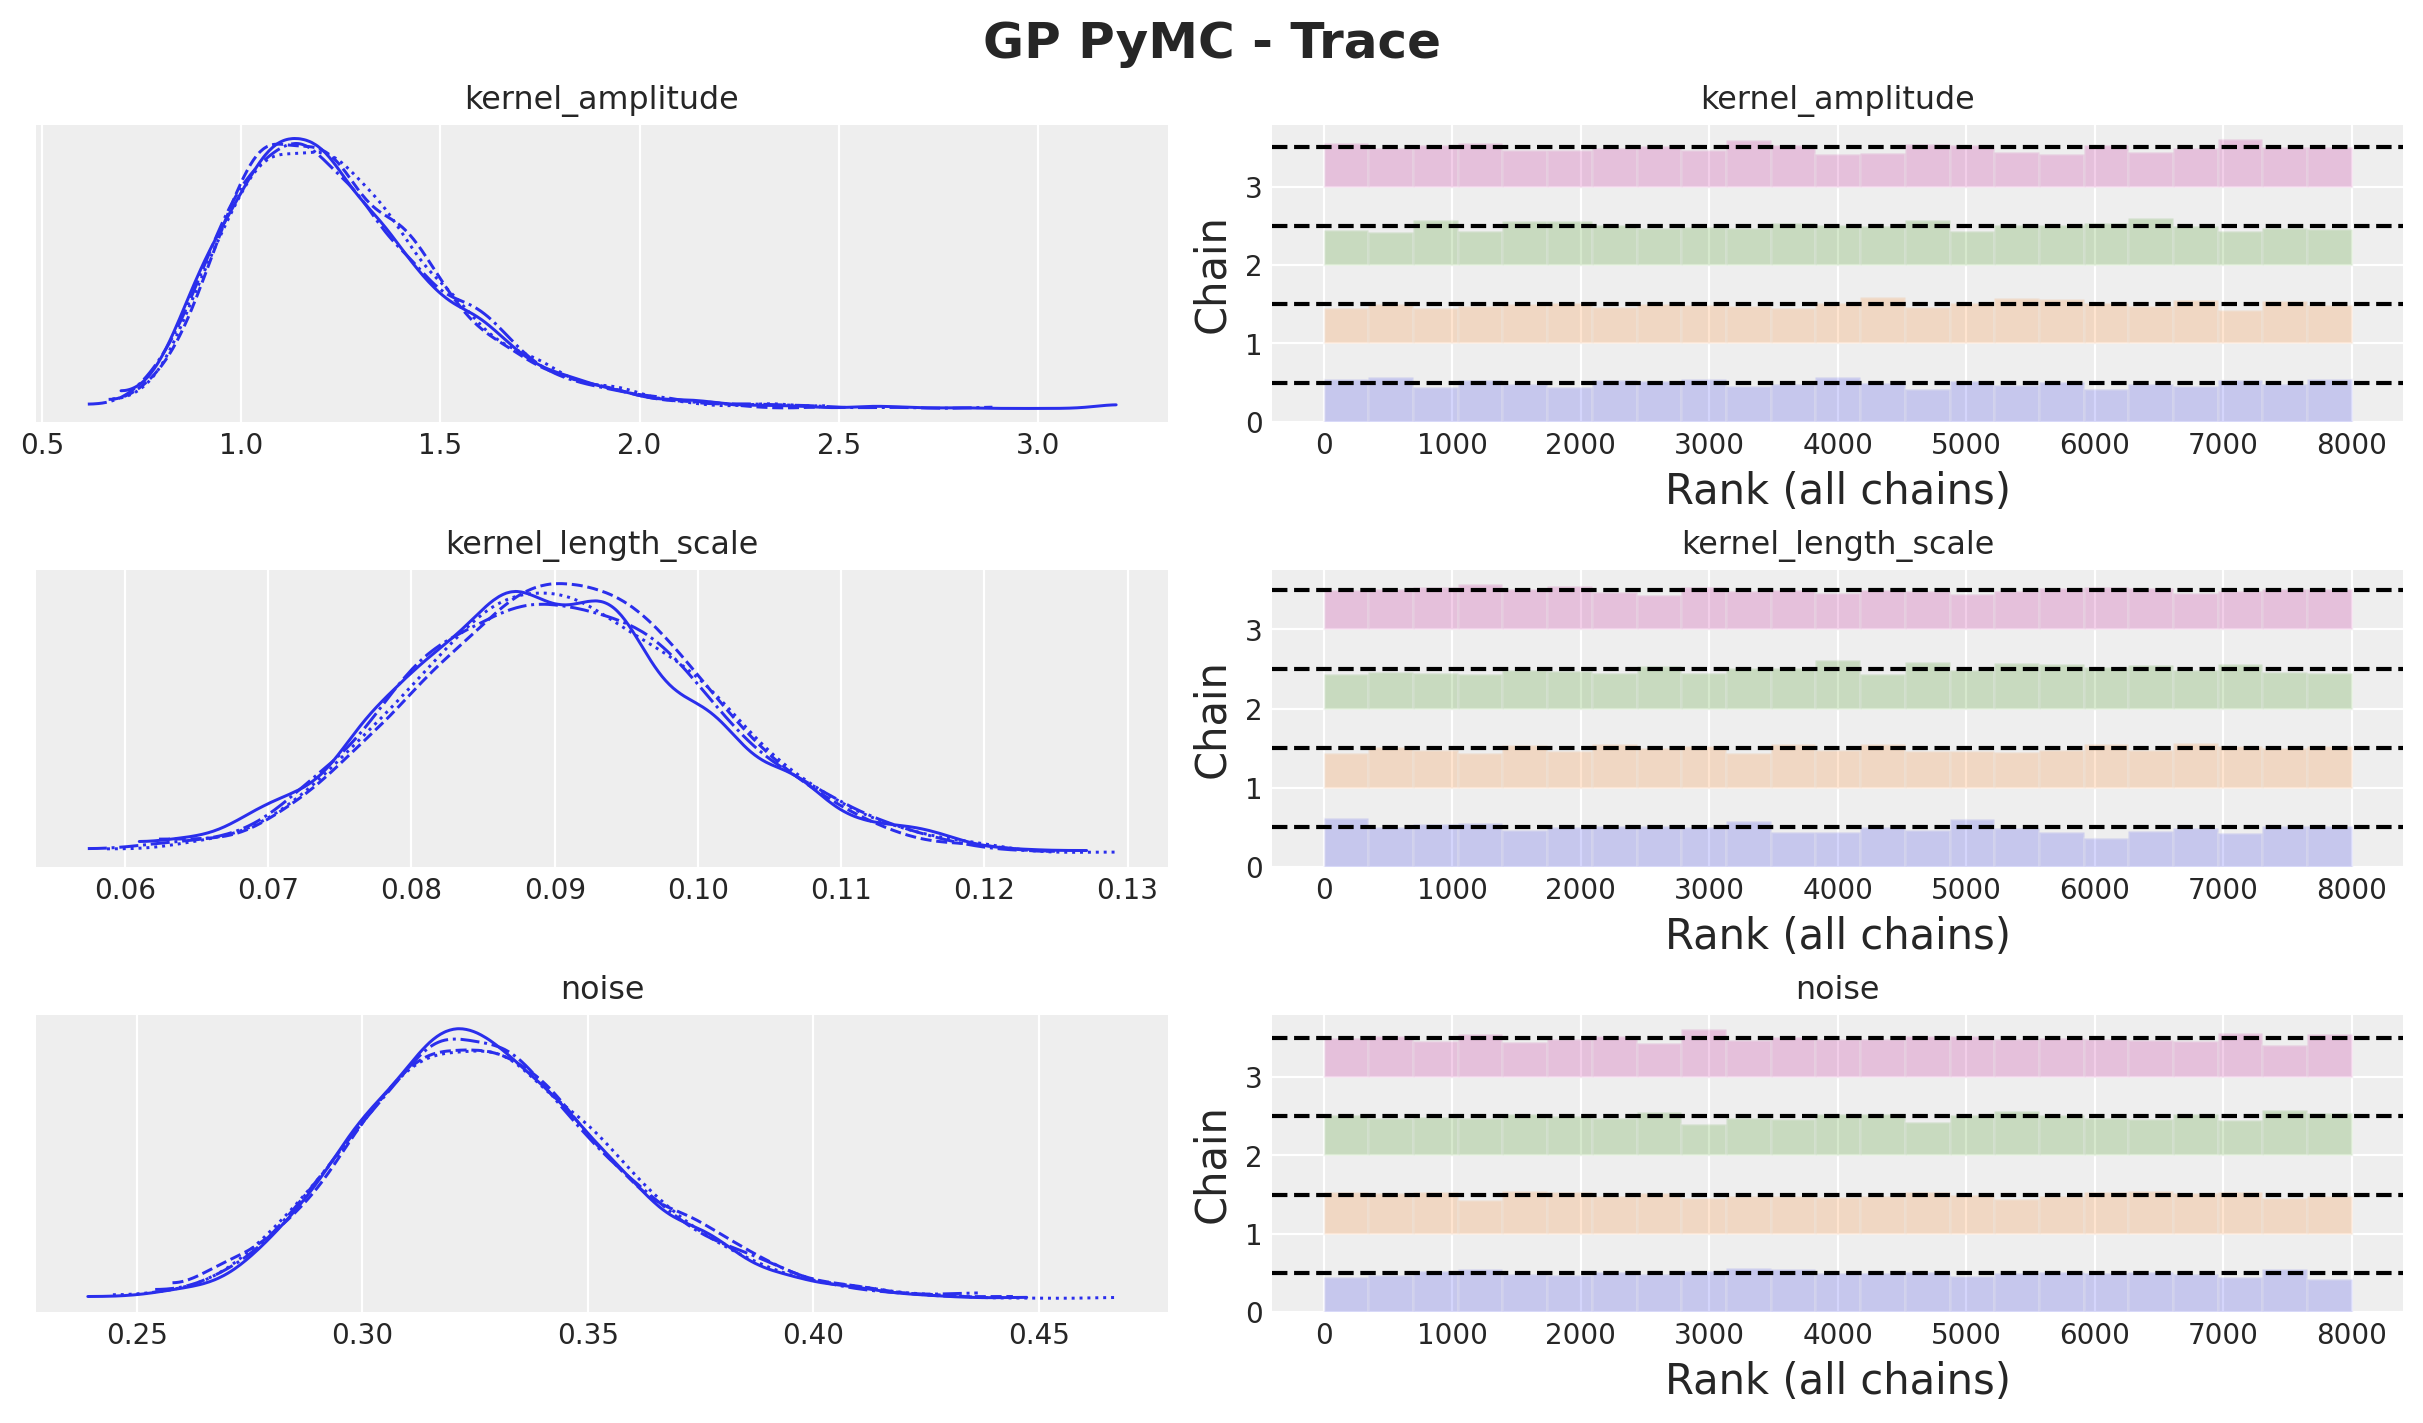 GP PyMC - Trace
kernel_amplitude
0.5 1.0 1.5 2.0 2.5 3.0
kernel_amplitude
Chain
3
2
1
0
0 1000 2000 3000 4000 5000 6000 7000 8000
Rank (all chains)
kernel_length_scale
0.06 0.07 0.08 0.09 0.10 0.11 0.12 0.13
kernel_length_scale
Chain
3
2
1
0
0 1000 2000 3000 4000 5000 6000 7000 8000
Rank (all chains)
noise
0.25 0.30 0.35 0.40 0.45
noise
Chain
3
2
1
0
0 1000 2000 3000 4000 5000 6000 7000 8000
Rank (all chains)